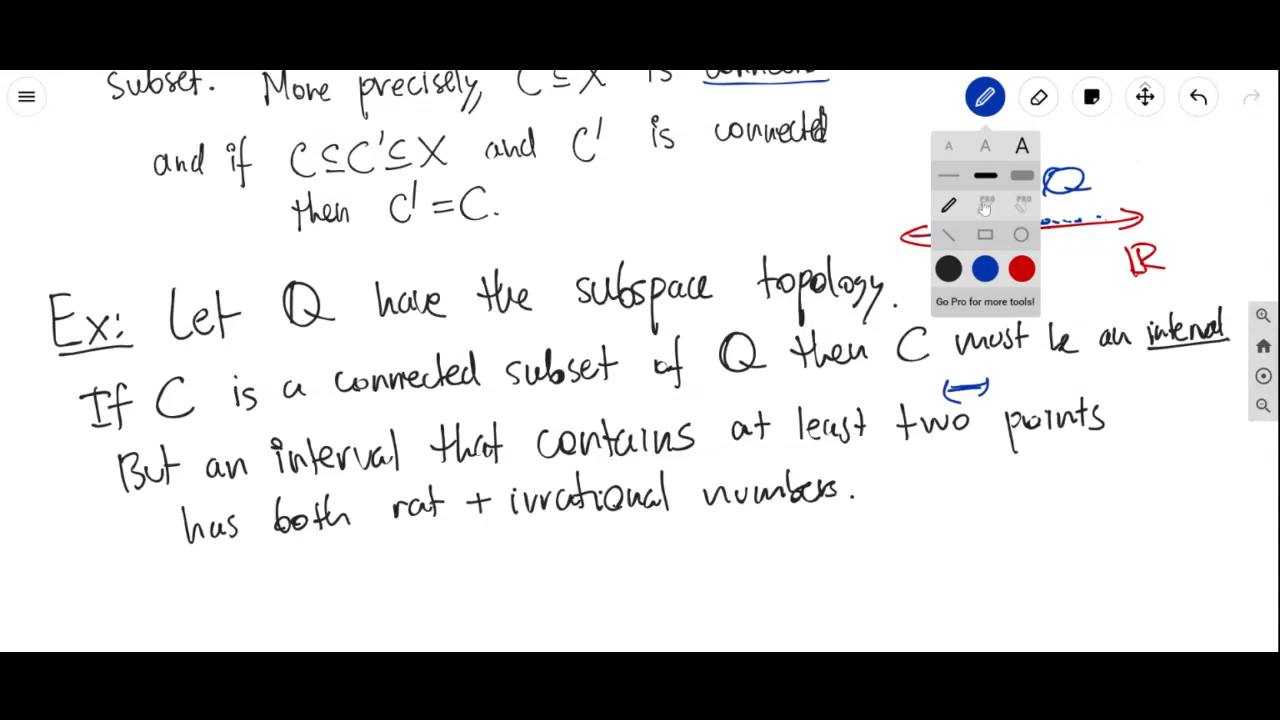 subset. More precisely, C ⊆ X is
and if C ⊆ C' ⊆ X and C' is connected
then C' = C.
A A A
PRO PRO
Q
R
Go Pro for more tools!
Ex: Let Q have the subspace topology.
If C is a connected subset of Q then C must be an interval
But an interval that contains at least two points
has both rat + irrational numbers.